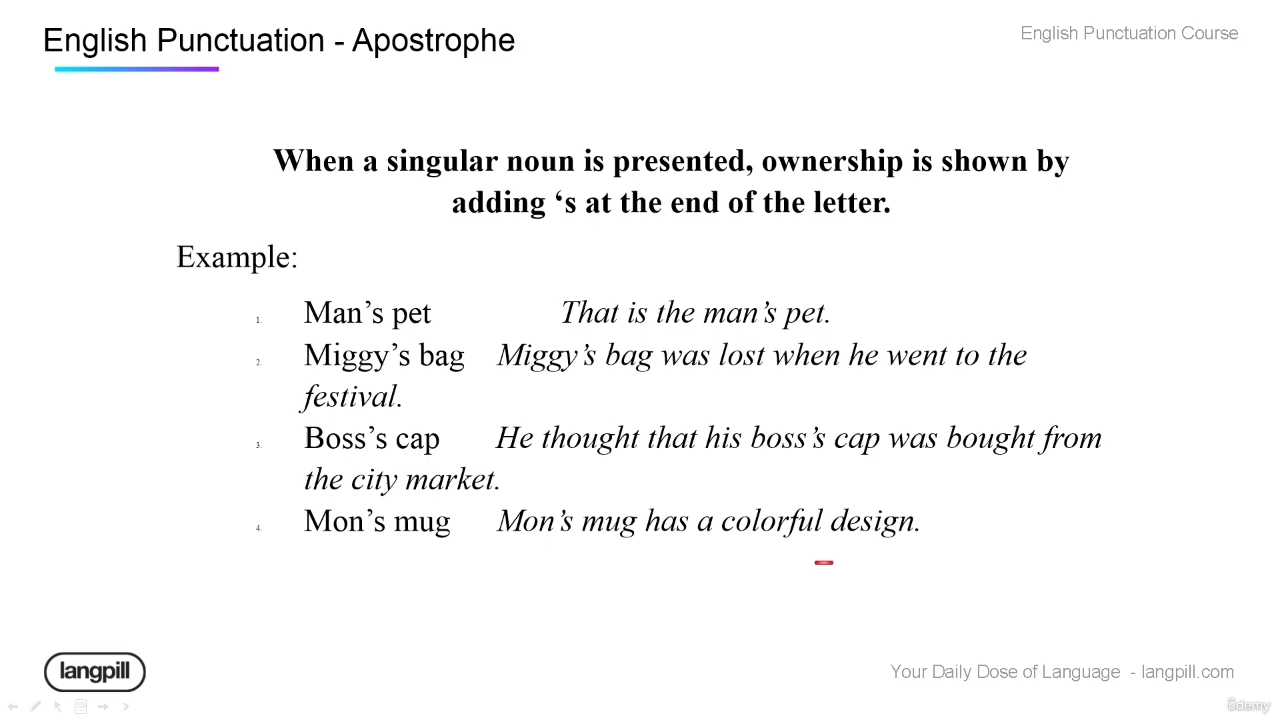 English Punctuation - Apostrophe
English Punctuation Course
When a singular noun is presented, ownership is shown by
adding ‘s at the end of the letter.
Example:
1. Man’s pet That is the man’s pet.
2. Miggy’s bag Miggy’s bag was lost when he went to the
festival.
3. Boss’s cap He thought that his boss’s cap was bought from
the city market.
4. Mon’s mug Mon’s mug has a colorful design.
langpill
Your Daily Dose of Language - langpill.com
ûdemy